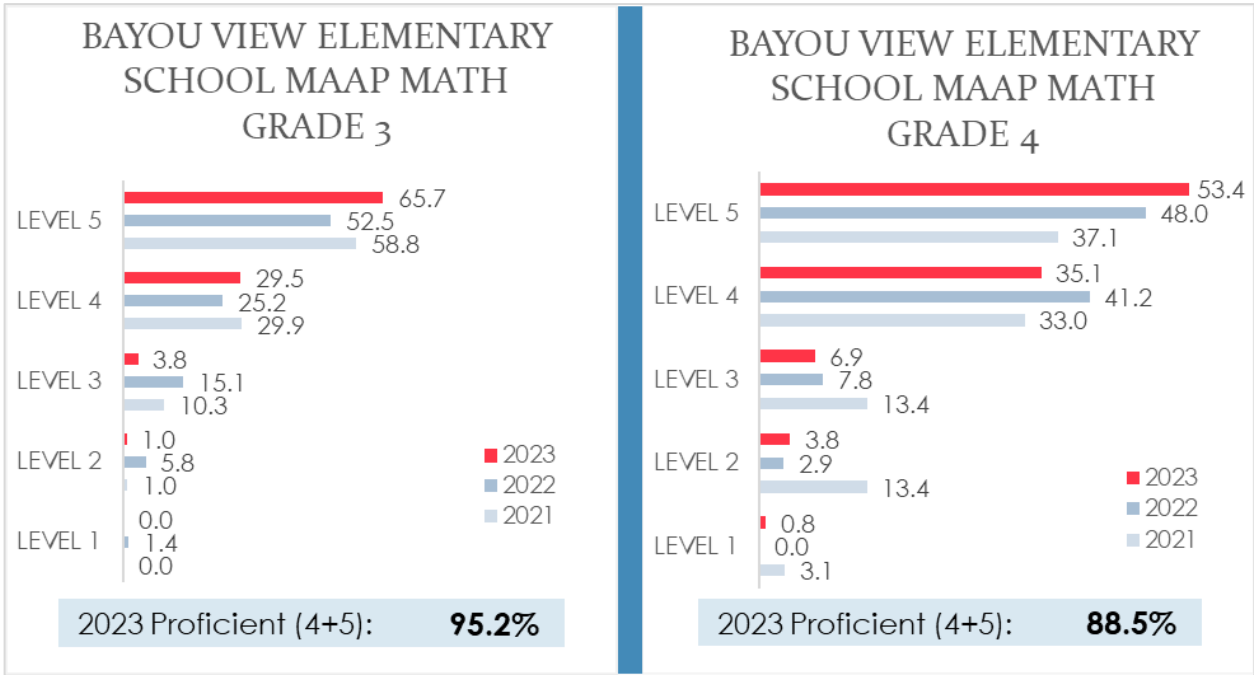 BAYOU VIEW ELEMENTARY
SCHOOL MAAP MATH
GRADE 3
LEVEL 5
65.7
52.5
58.8
LEVEL 4
29.5
25.2
29.9
LEVEL 3
3.8
15.1
10.3
LEVEL 2
1.0
5.8
1.0
LEVEL 1
0.0
1.4
0.0
2023
2022
2021
2023 Proficient (4+5): 95.2%
BAYOU VIEW ELEMENTARY
SCHOOL MAAP MATH
GRADE 4
LEVEL 5
53.4
48.0
37.1
LEVEL 4
35.1
41.2
33.0
LEVEL 3
6.9
7.8
13.4
LEVEL 2
3.8
2.9
13.4
LEVEL 1
0.8
0.0
3.1
2023
2022
2021
2023 Proficient (4+5): 88.5%